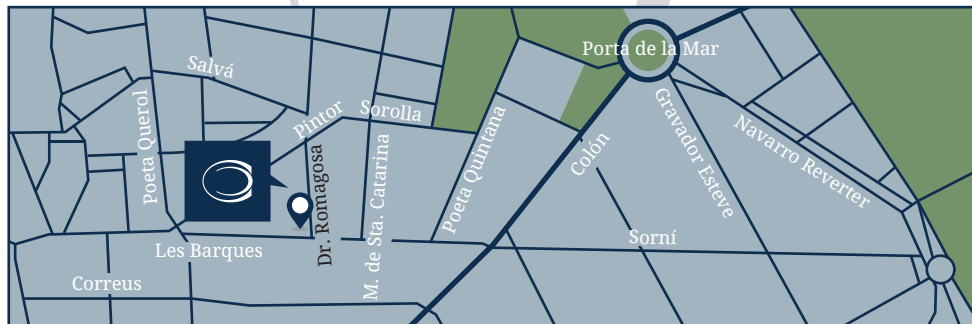 Porta de la Mar
Salvá
Pintor
Sorolla
Poeta Querol
Dr. Romagosa
M. de Sta. Catarina
Poeta Quintana
Colón
Gravador Esteve
Navarro Reverter
Les Barques
Sorní
Correus